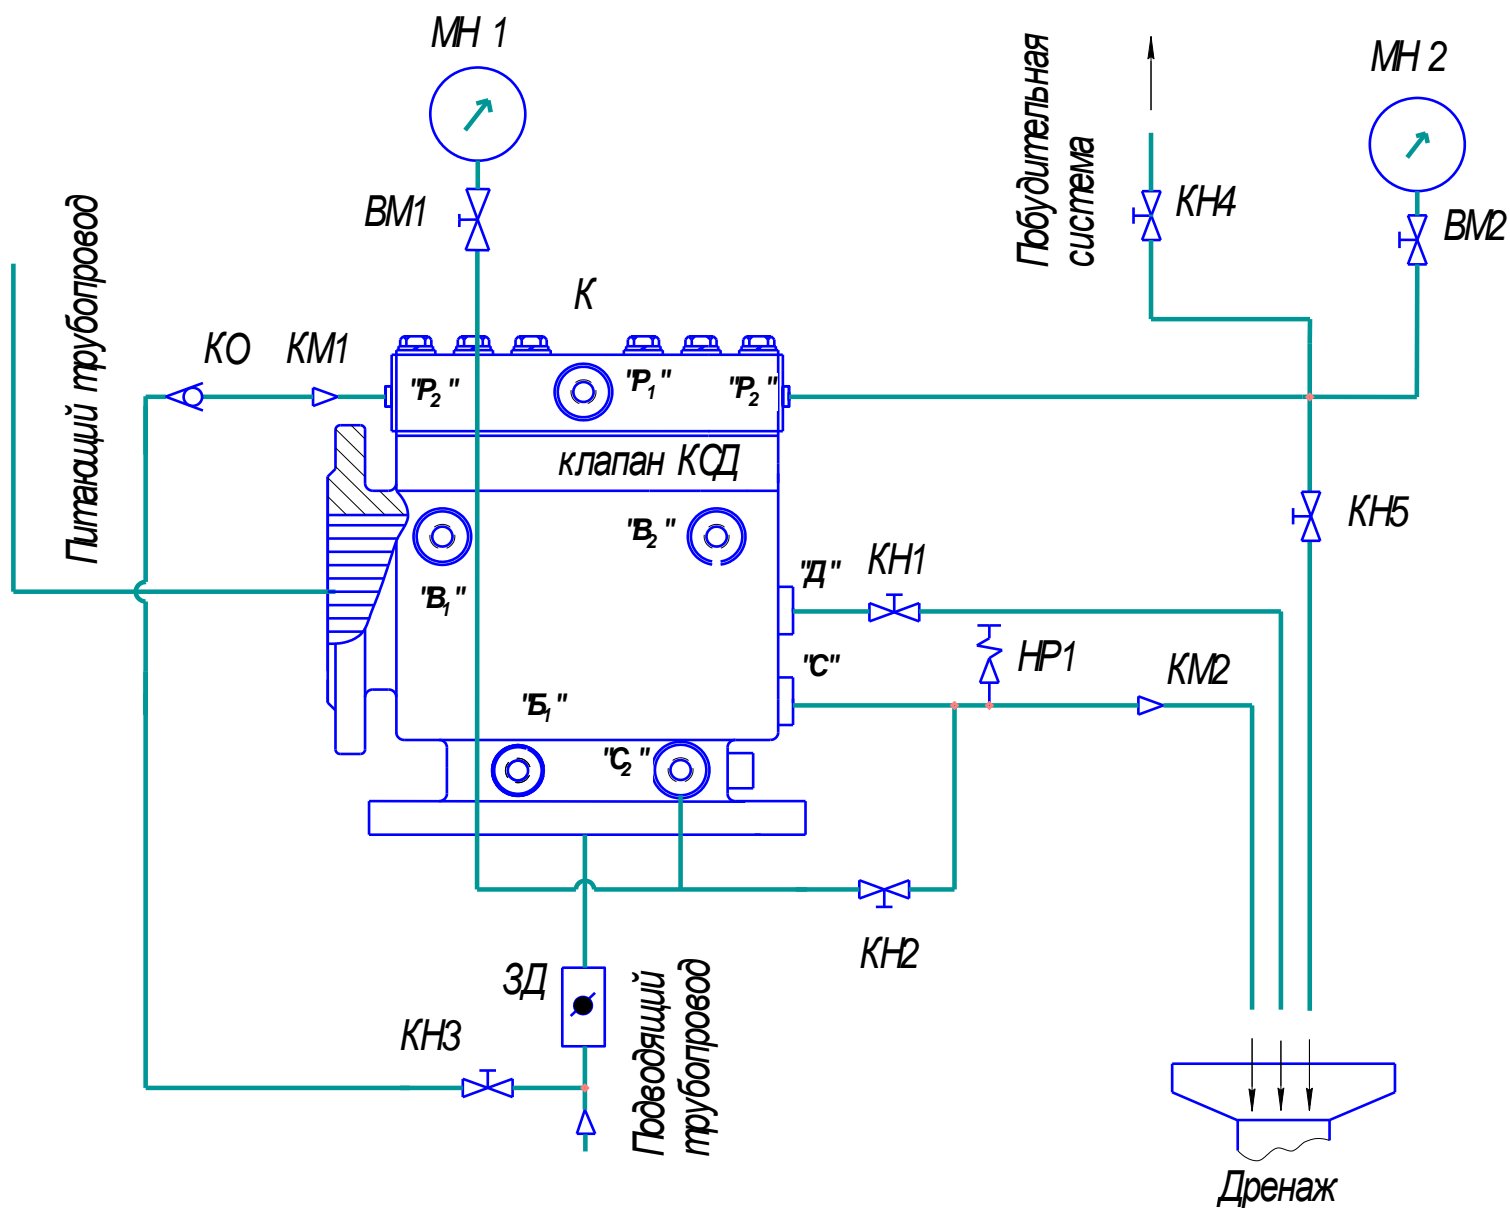 МН 1
МН 2
Побудительная
система
КН4
ВМ1
ВМ2
Питающий трубопровод
К
КО
КМ1
"Р2"
"Р1"
"Р2"
клапан КСД
КН5
"В2"
"В1"
"Д"
КН1
"С"
НР1
КМ2
"Б1"
"С2"
КН2
ЗД
КН3
Подводящий
трубопровод
Дренаж